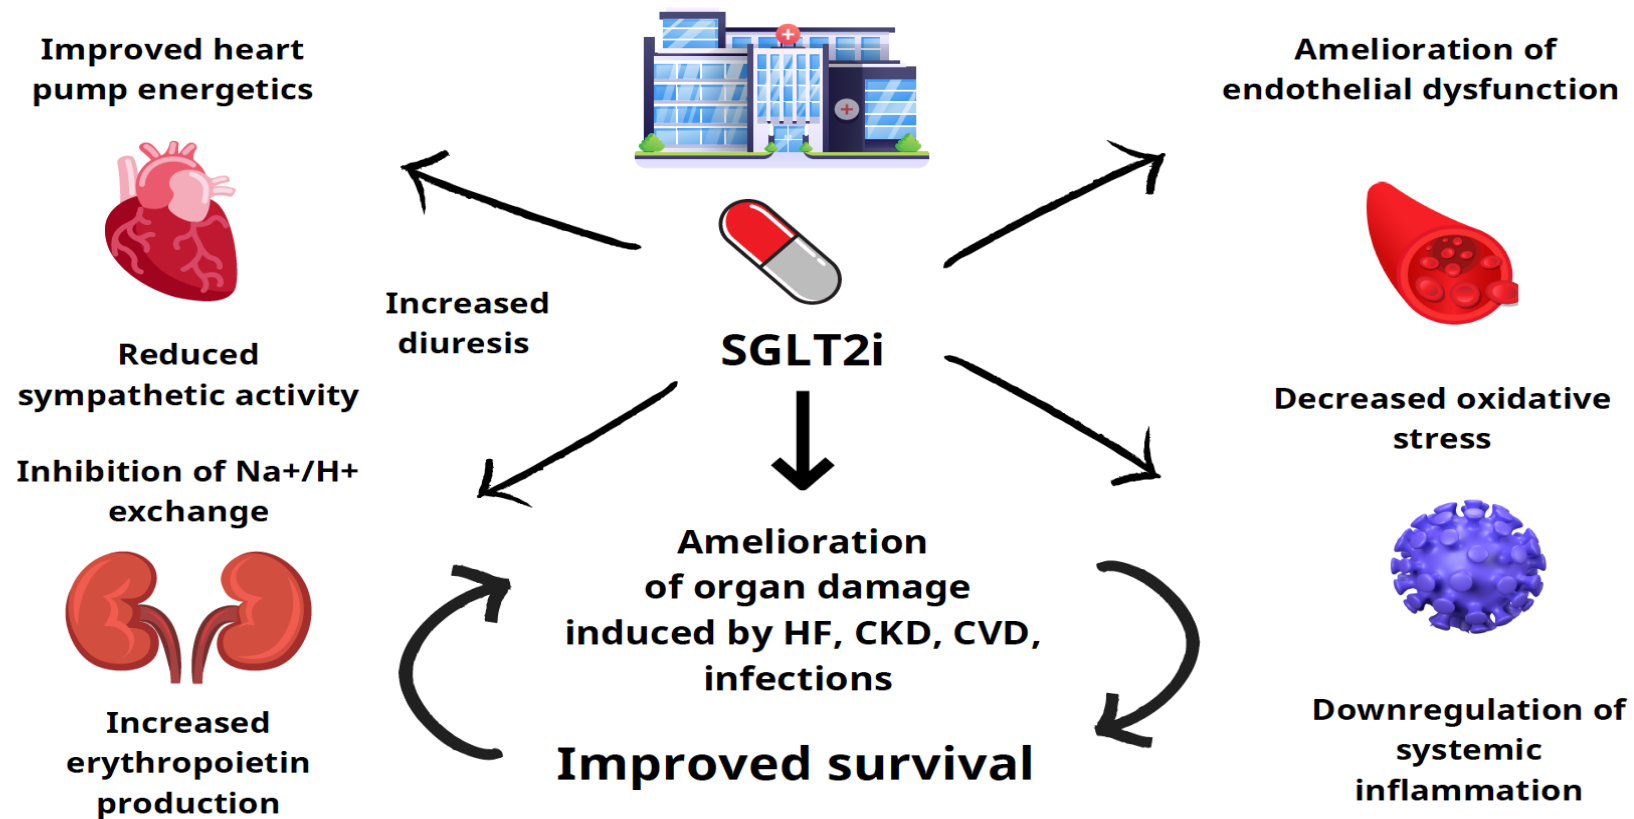 Improved heart
pump energetics
Amelioration of
endothelial dysfunction
Increased
diuresis
SGLT2i
Reduced
sympathetic activity
Decreased oxidative
stress
Inhibition of Na+/H+
exchange
Amelioration
of organ damage
induced by HF, CKD, CVD,
infections
Increased
erythropoietin
production
Improved survival
Downregulation of
systemic
inflammation